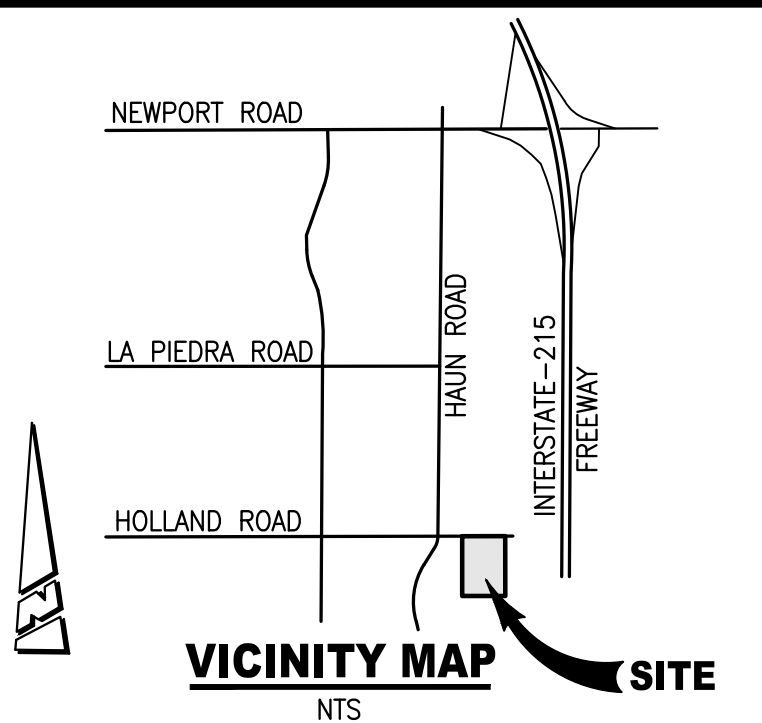 NEWPORT ROAD
LA PIEDRA ROAD
HAUN ROAD
INTERSTATE-215
FREEWAY
HOLLAND ROAD
N
VICINITY MAP
NTS
SITE